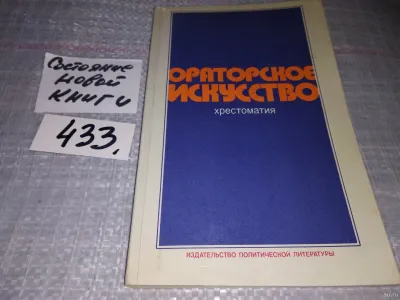 Состояние
новой
книги
433.
ОРАТОРСКОЕ
ИСКУССТВО
хрестоматия
ИЗДАТЕЛЬСТВО ПОЛИТИЧЕСКОЙ ЛИТЕРАТУРЫ